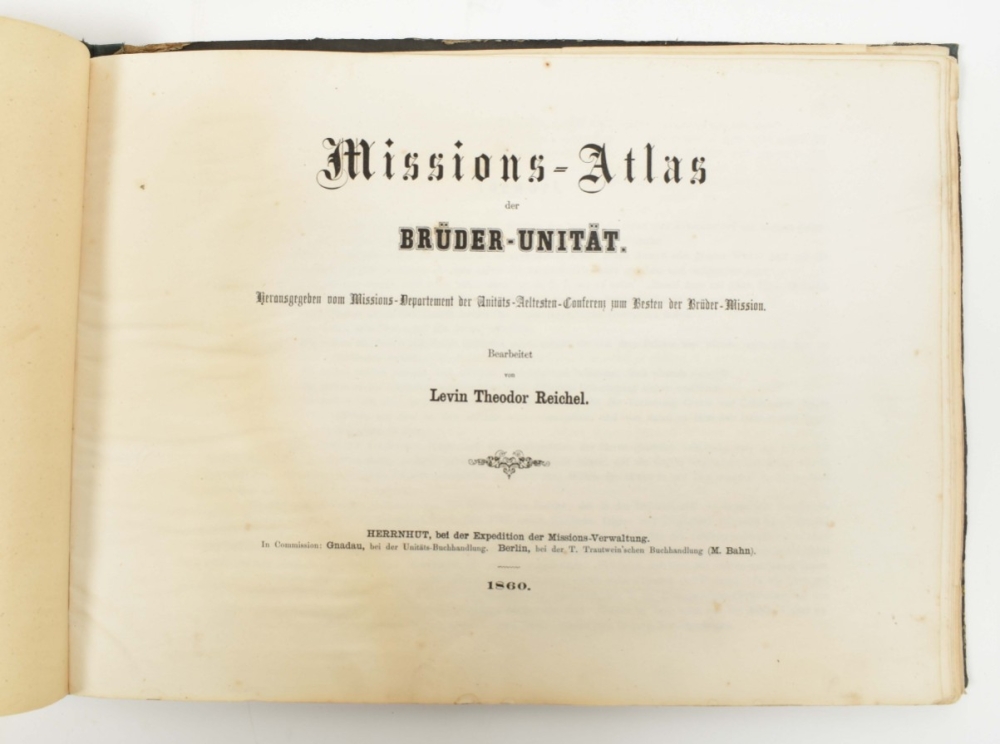 Missions-Atlas
der
BRÜDER-UNITÄT.
Herausgegeben vom Missions-Departement der Unitäts-Aeltesten-Conferenz zum Besten der Brüder-Mission.
Bearbeitet
von
Levin Theodor Reichel.
HERRNHUT, bei der Expedition der Missions-Verwaltung.
In Commission: Gnadau, bei der Unitäts-Buchhandlung. Berlin, bei der T. Trautwein'schen Buchhandlung (M. Bahn).
1860.